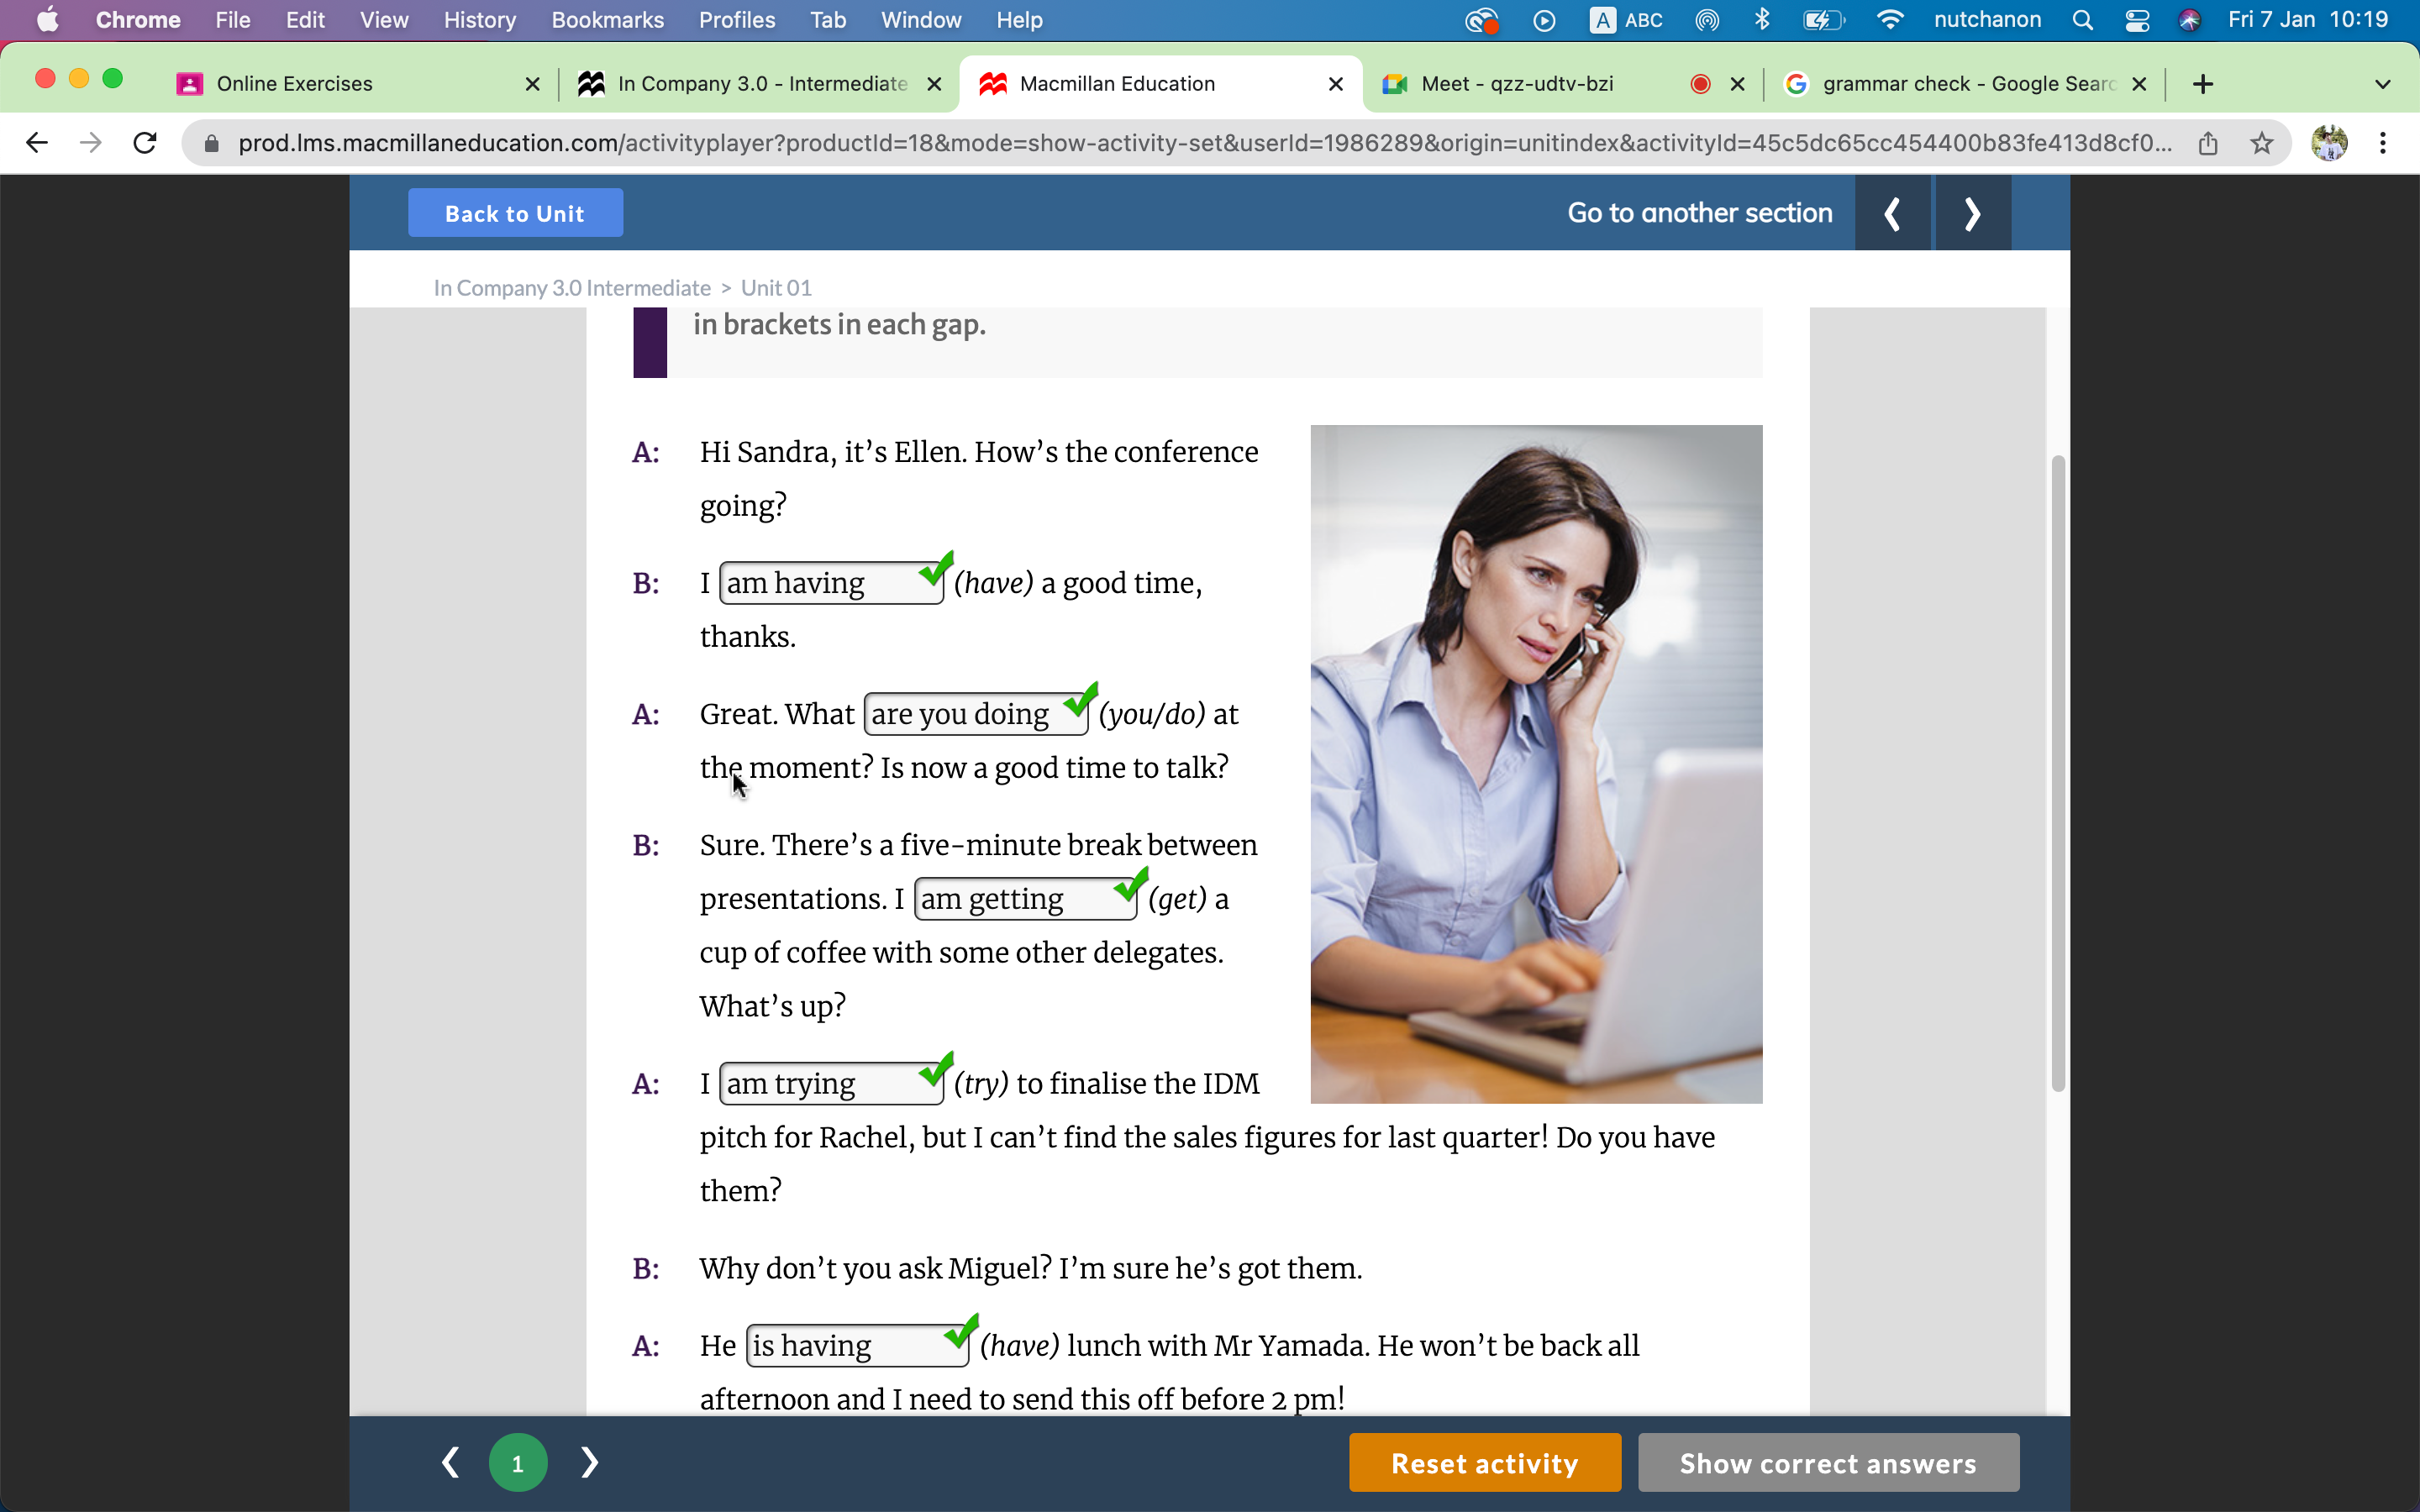 Chrome File Edit View History Bookmarks Profiles Tab Window Help A ABC nutchanon Fri 7 Jan 10:19
Online Exercises In Company 3.0 - Intermediate Macmillan Education Meet - qzz-udtv-bzi grammar check - Google Searc
prod.lms.macmillaneducation.com/activityplayer?productId=18&mode=show-activity-set&userId=1986289&origin=unitindex&activityId=45c5dc65cc454400b83fe413d8cf0...
Back to Unit Go to another section
In Company 3.0 Intermediate > Unit 01
in brackets in each gap.
A: Hi Sandra, it’s Ellen. How’s the conference
going?
B: I am having (have) a good time,
thanks.
A: Great. What are you doing (you/do) at
the moment? Is now a good time to talk?
B: Sure. There’s a five-minute break between
presentations. I am getting (get) a
cup of coffee with some other delegates.
What’s up?
A: I am trying (try) to finalise the IDM
pitch for Rachel, but I can’t find the sales figures for last quarter! Do you have
them?
B: Why don’t you ask Miguel? I’m sure he’s got them.
A: He is having (have) lunch with Mr Yamada. He won’t be back all
afternoon and I need to send this off before 2 pm!
1 Reset activity Show correct answers